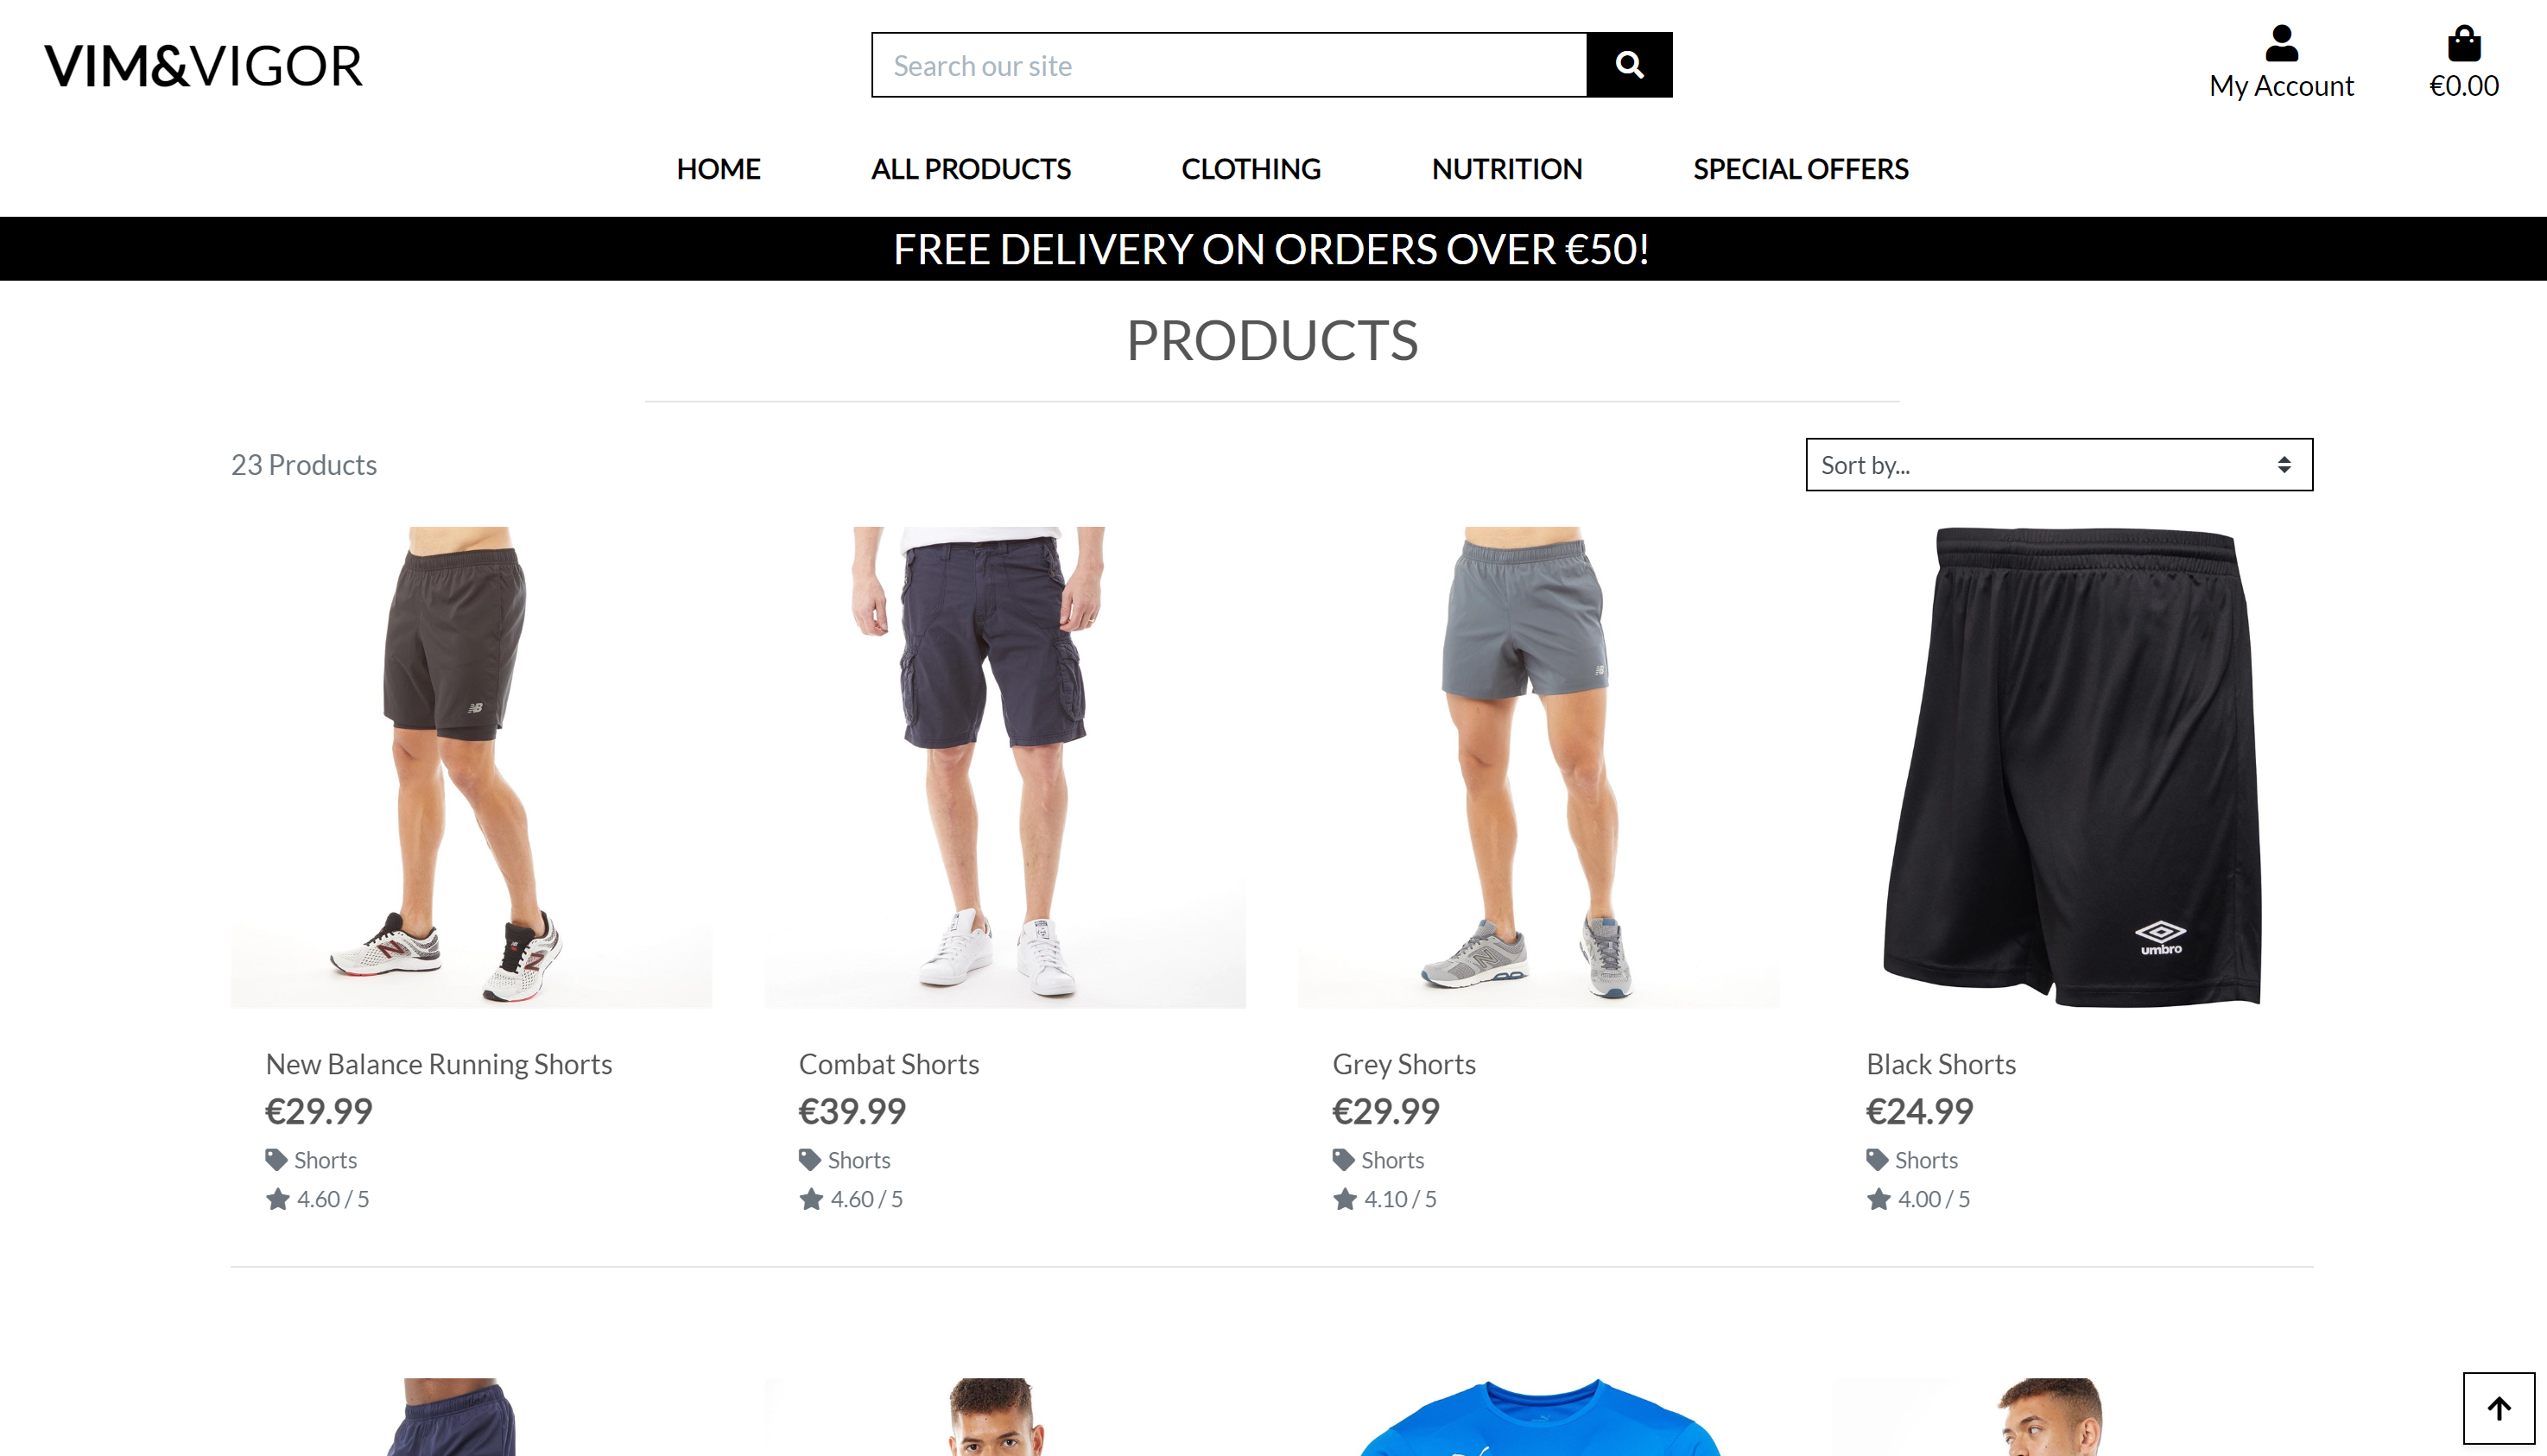 VIM&VIGOR
Search our site
My Account
€0.00
HOME
ALL PRODUCTS
CLOTHING
NUTRITION
SPECIAL OFFERS
FREE DELIVERY ON ORDERS OVER €50!
PRODUCTS
23 Products
Sort by...
NB
NB
umbro
New Balance Running Shorts
€29.99
Shorts
4.60 / 5
Combat Shorts
€39.99
Shorts
4.60 / 5
Grey Shorts
€29.99
Shorts
4.10 / 5
Black Shorts
€24.99
Shorts
4.00 / 5